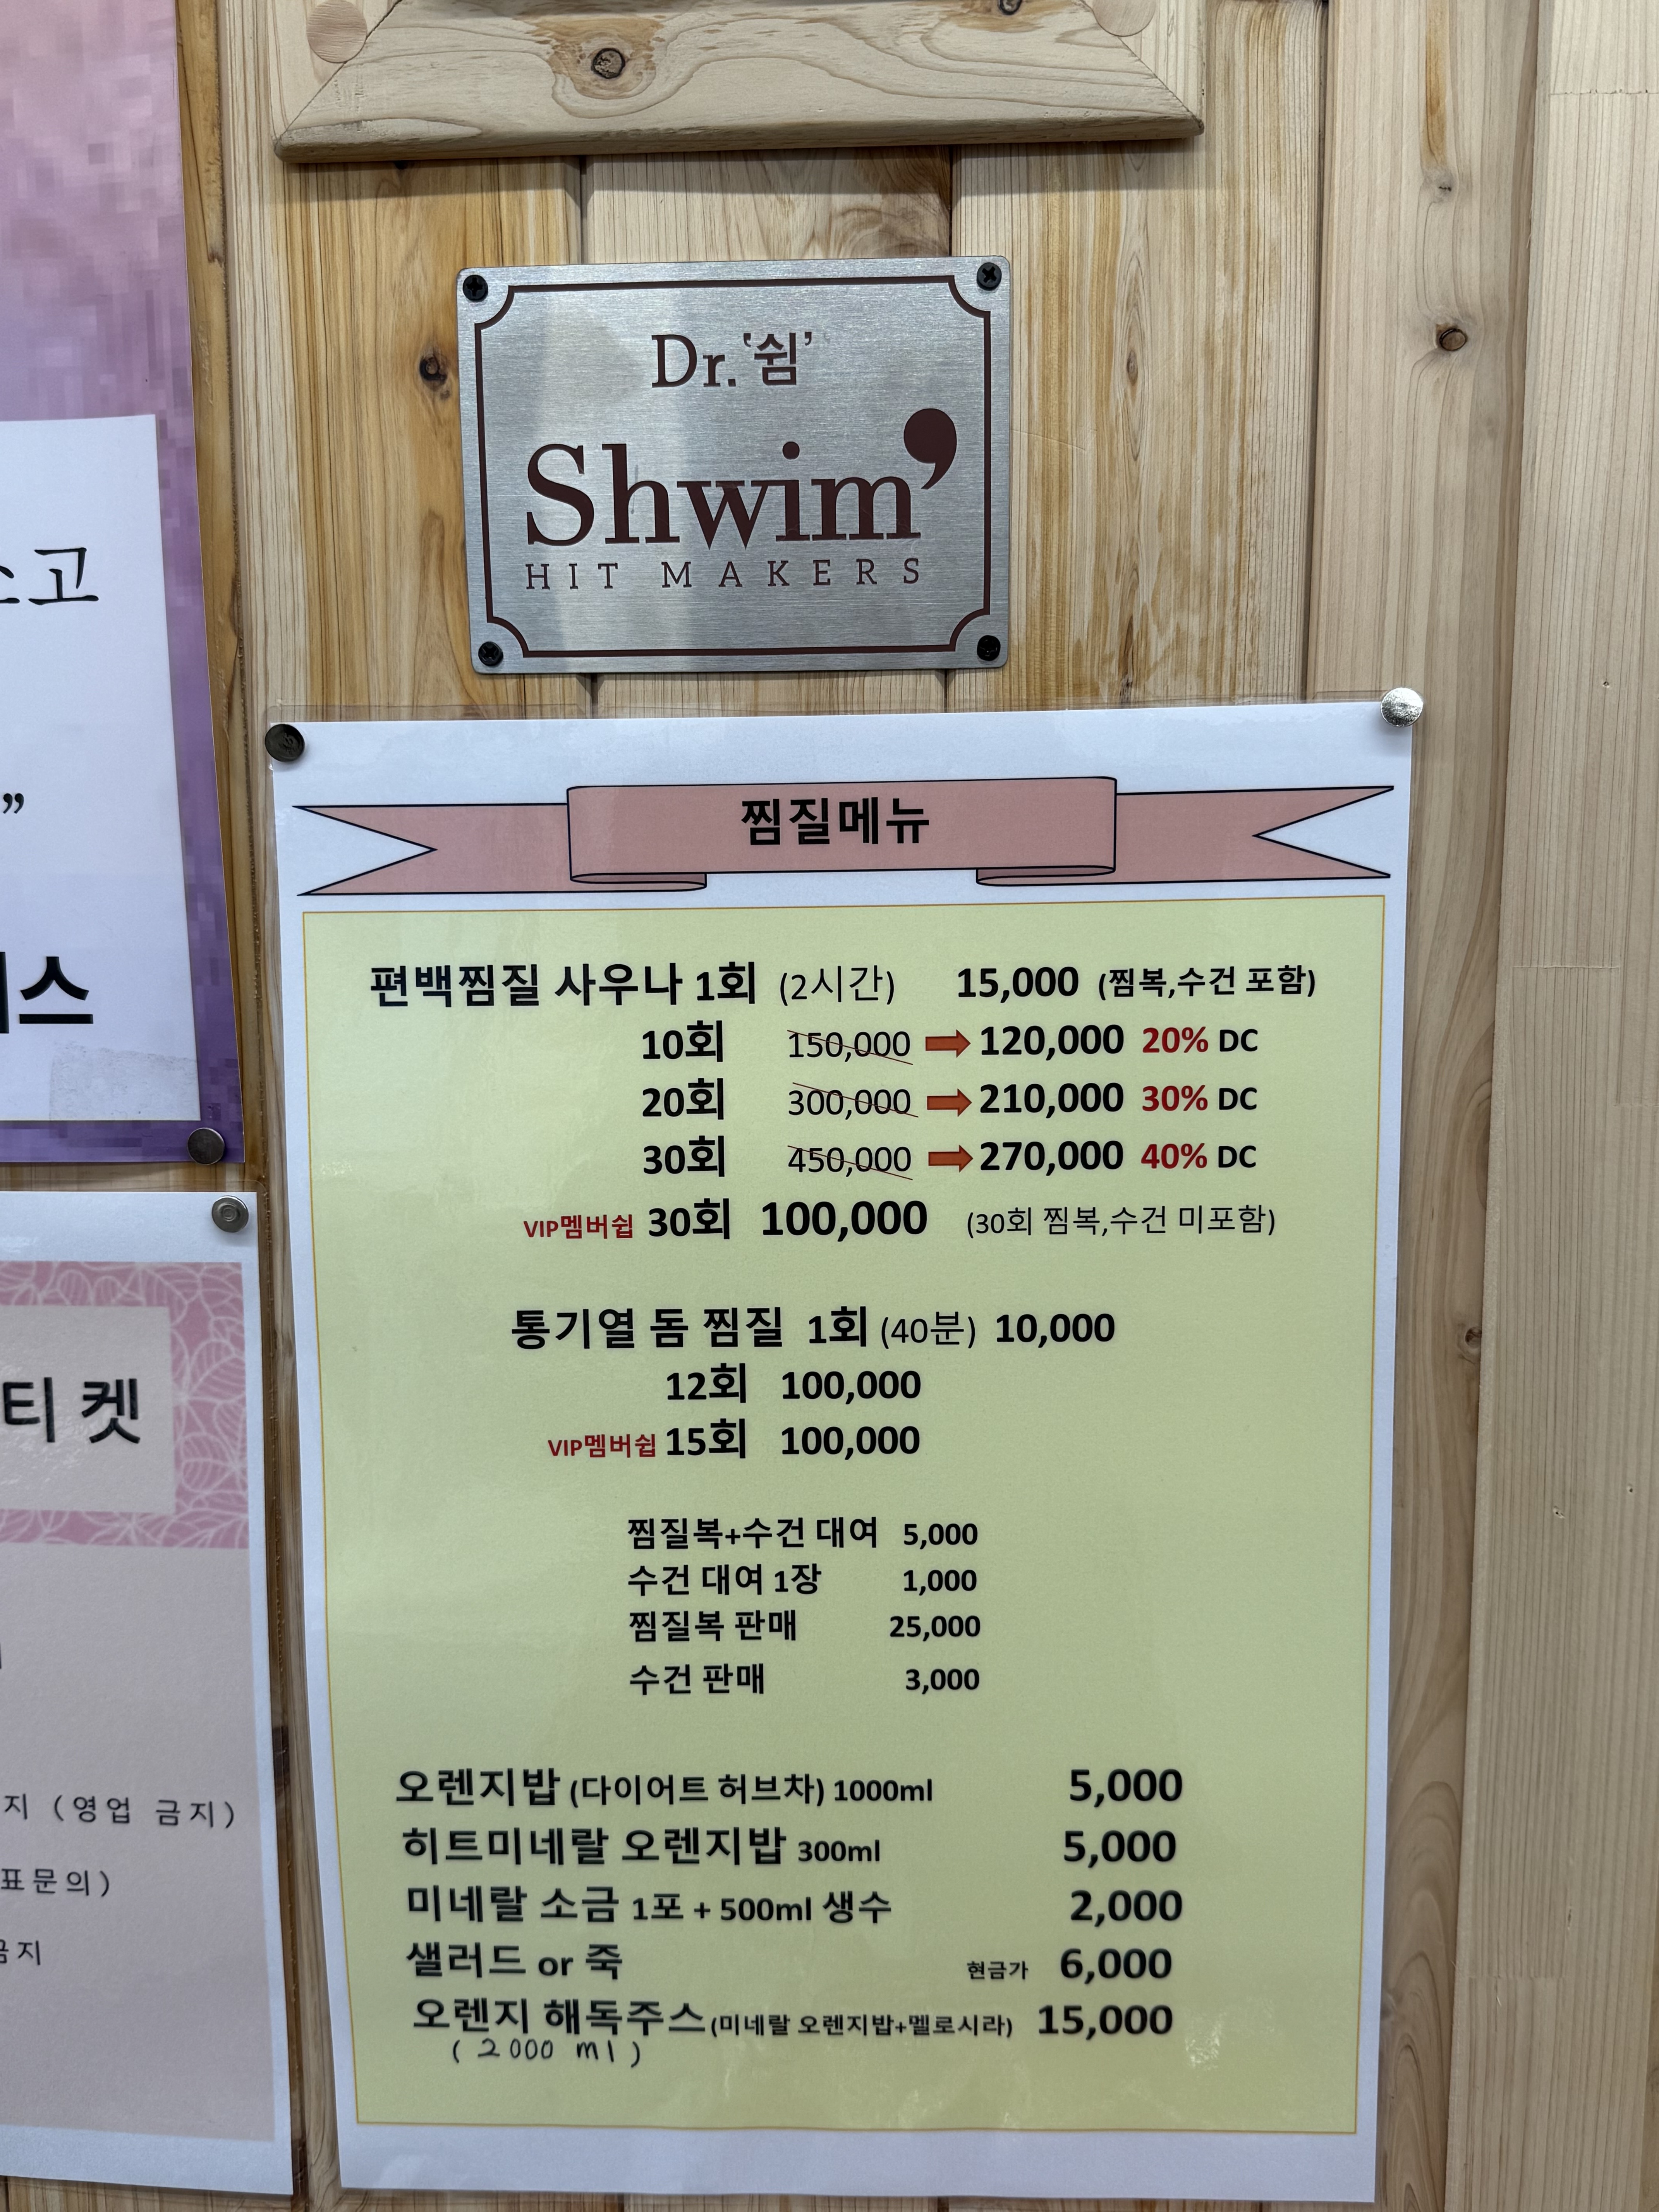 소고
”
스
티켓
지 (영업 금지)
표문의)
금지
Dr.‘쉼’
Shwim’
HIT MAKERS
찜질메뉴
편백찜질 사우나 1회 (2시간) 15,000 (찜복,수건 포함)
10회 150,000 ➡ 120,000 20% DC
20회 300,000 ➡ 210,000 30% DC
30회 450,000 ➡ 270,000 40% DC
VIP멤버쉽 30회 100,000 (30회 찜복,수건 미포함)
통기열 돔 찜질 1회 (40분) 10,000
12회 100,000
VIP멤버쉽 15회 100,000
찜질복+수건 대여 5,000
수건 대여 1장 1,000
찜질복 판매 25,000
수건 판매 3,000
오렌지밥 (다이어트 허브차) 1000ml 5,000
히트미네랄 오렌지밥 300ml 5,000
미네랄 소금 1포 + 500ml 생수 2,000
샐러드 or 죽 현금가 6,000
오렌지 해독주스(미네랄 오렌지밥+멜로시라) 15,000
( 2000 ml )